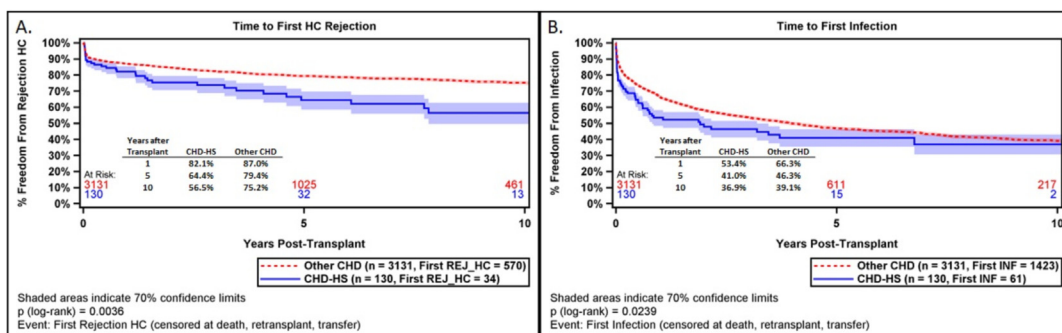 A.
Time to First HC Rejection
% Freedom From Rejection HC
100%
90%
80%
70%
60%
50%
40%
30%
20%
10%
0%
Years after
Transplant CHD-HS Other CHD
1 82.1% 87.0%
5 64.4% 79.4%
10 56.5% 75.2%
At Risk:
3131 1025 461
130 32 13
0 5 10
Years Post-Transplant
Other CHD (n = 3131, First REJ_HC = 570)
CHD-HS (n = 130, First REJ_HC = 34)
Shaded areas indicate 70% confidence limits
p (log-rank) = 0.0036
Event: First Rejection HC (censored at death, retransplant, transfer)
B.
Time to First Infection
% Freedom From Infection
100%
90%
80%
70%
60%
50%
40%
30%
20%
10%
0%
Years after
Transplant CHD-HS Other CHD
1 53.4% 66.3%
5 41.0% 46.3%
10 36.9% 39.1%
At Risk:
3131 611 217
130 15 2
0 5 10
Years Post-Transplant
Other CHD (n = 3131, First INF = 1423)
CHD-HS (n = 130, First INF = 61)
Shaded areas indicate 70% confidence limits
p (log-rank) = 0.0239
Event: First Infection (censored at death, retransplant, transfer)